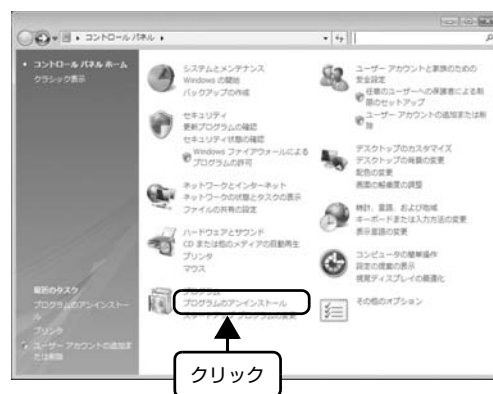 コントロール パネル
コントロール パネル ホーム
クラシック表示
システムとメンテナンス
Windows の開始
バックアップの作成
セキュリティ
更新プログラムの確認
セキュリティ状態の確認
Windows ファイアウォールによる
プログラムの許可
ネットワークとインターネット
ネットワークの状態とタスクの表示
ファイルの共有の設定
ハードウェアとサウンド
CD または他のメディアの自動再生
プリンタ
マウス
プログラム
プログラムのアンインストール
スタートアップ プログラムの変更
ユーザー アカウントと家族のための
安全設定
任意のユーザーへの保護者による制
限のセットアップ
ユーザー アカウントの追加または削
除
デスクトップのカスタマイズ
デスクトップの背景の変更
配色の変更
画面の解像度の調整
時計、言語、および地域
キーボードまたは入力方法の変更
表示言語の変更
コンピュータの簡単操作
設定の提案の表示
視覚ディスプレイの最適化
その他のオプション
最近のタスク
プログラムのアンインストー
ル
プリンタ
ユーザー アカウントの追加ま
たは削除
クリック